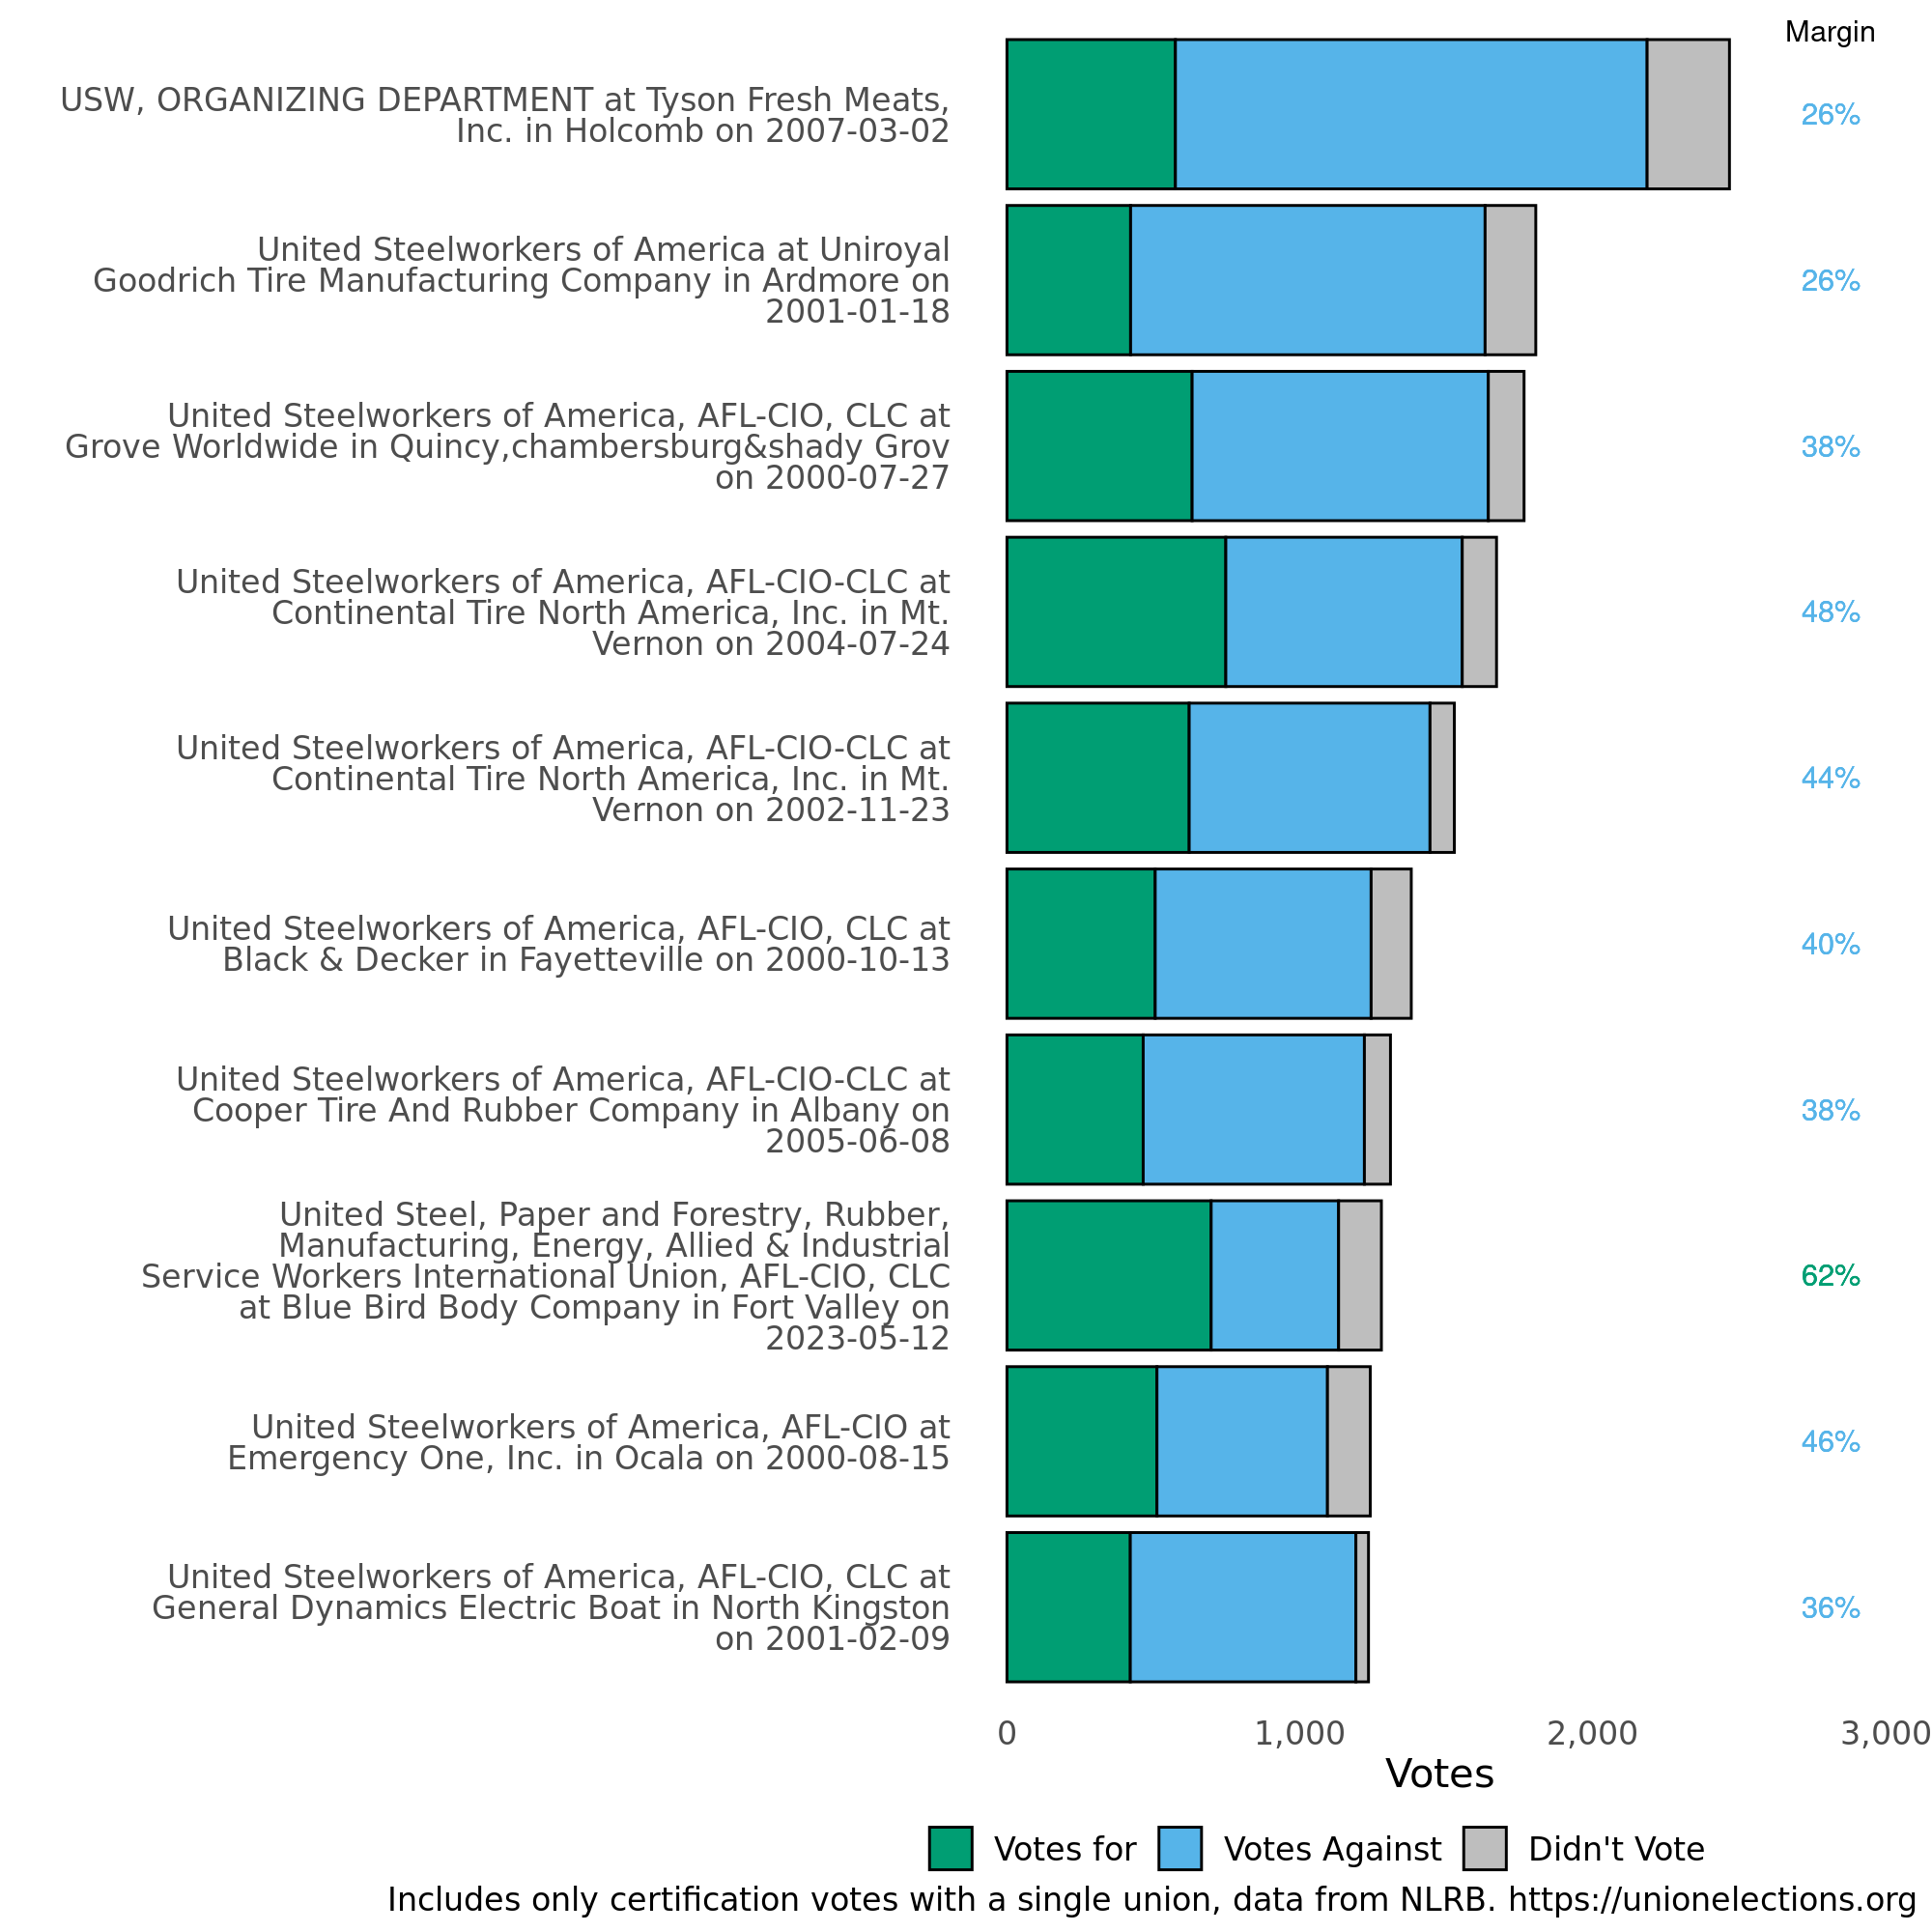 Margin
USW, ORGANIZING DEPARTMENT at Tyson Fresh Meats,
Inc. in Holcomb on 2007-03-02
26%
United Steelworkers of America at Uniroyal
Goodrich Tire Manufacturing Company in Ardmore on
2001-01-18
26%
United Steelworkers of America, AFL-CIO, CLC at
Grove Worldwide in Quincy,chambersburg&shady Grov
on 2000-07-27
38%
United Steelworkers of America, AFL-CIO-CLC at
Continental Tire North America, Inc. in Mt.
Vernon on 2004-07-24
48%
United Steelworkers of America, AFL-CIO-CLC at
Continental Tire North America, Inc. in Mt.
Vernon on 2002-11-23
44%
United Steelworkers of America, AFL-CIO, CLC at
Black & Decker in Fayetteville on 2000-10-13
40%
United Steelworkers of America, AFL-CIO-CLC at
Cooper Tire And Rubber Company in Albany on
2005-06-08
38%
United Steel, Paper and Forestry, Rubber,
Manufacturing, Energy, Allied & Industrial
Service Workers International Union, AFL-CIO, CLC
at Blue Bird Body Company in Fort Valley on
2023-05-12
62%
United Steelworkers of America, AFL-CIO at
Emergency One, Inc. in Ocala on 2000-08-15
46%
United Steelworkers of America, AFL-CIO, CLC at
General Dynamics Electric Boat in North Kingston
on 2001-02-09
36%
0 1,000 2,000 3,000
Votes
Votes for Votes Against Didn't Vote
Includes only certification votes with a single union, data from NLRB. https://unionelections.org